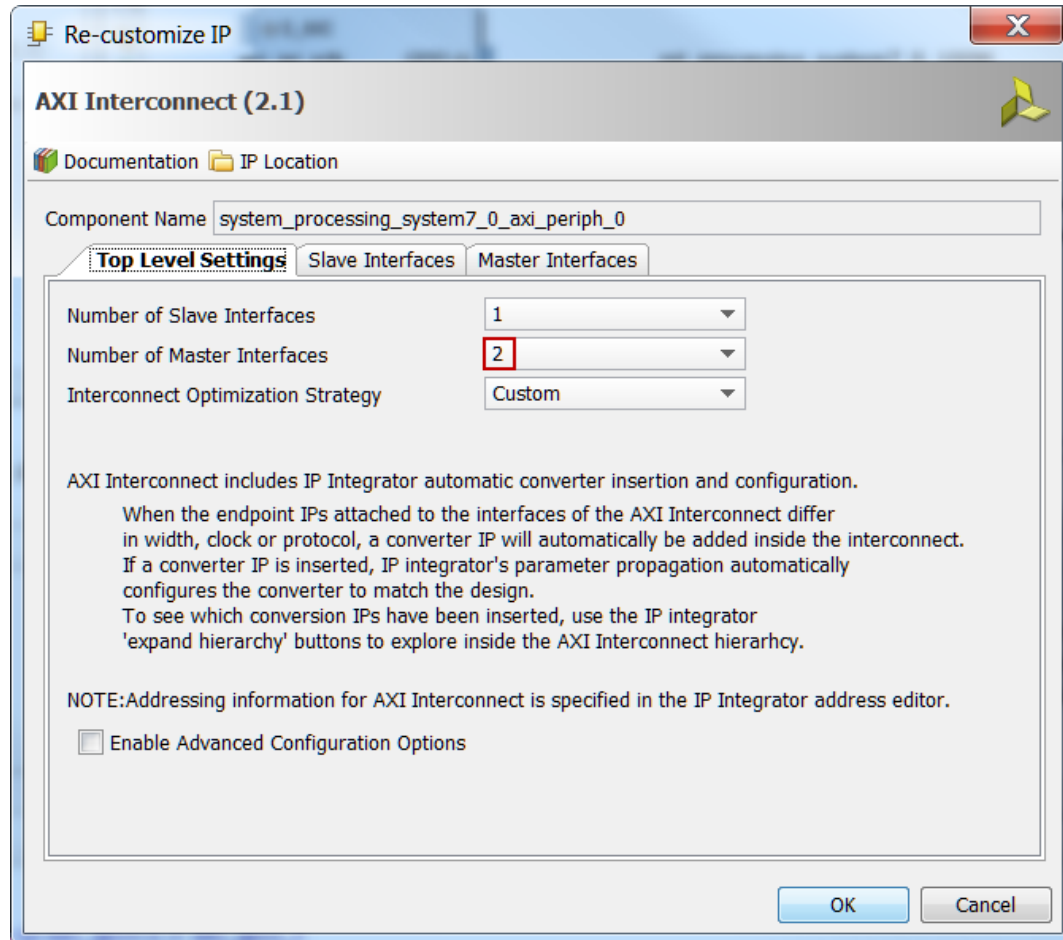 Re-customize IP
AXI Interconnect (2.1)
Documentation IP Location
Component Name system_processing_system7_0_axi_periph_0
Top Level Settings Slave Interfaces Master Interfaces
Number of Slave Interfaces 1
Number of Master Interfaces 2
Interconnect Optimization Strategy Custom
AXI Interconnect includes IP Integrator automatic converter insertion and configuration.
When the endpoint IPs attached to the interfaces of the AXI Interconnect differ
in width, clock or protocol, a converter IP will automatically be added inside the interconnect.
If a converter IP is inserted, IP integrator's parameter propagation automatically
configures the converter to match the design.
To see which conversion IPs have been inserted, use the IP integrator
'expand hierarchy' buttons to explore inside the AXI Interconnect hierarhcy.
NOTE:Addressing information for AXI Interconnect is specified in the IP Integrator address editor.
Enable Advanced Configuration Options
OK Cancel